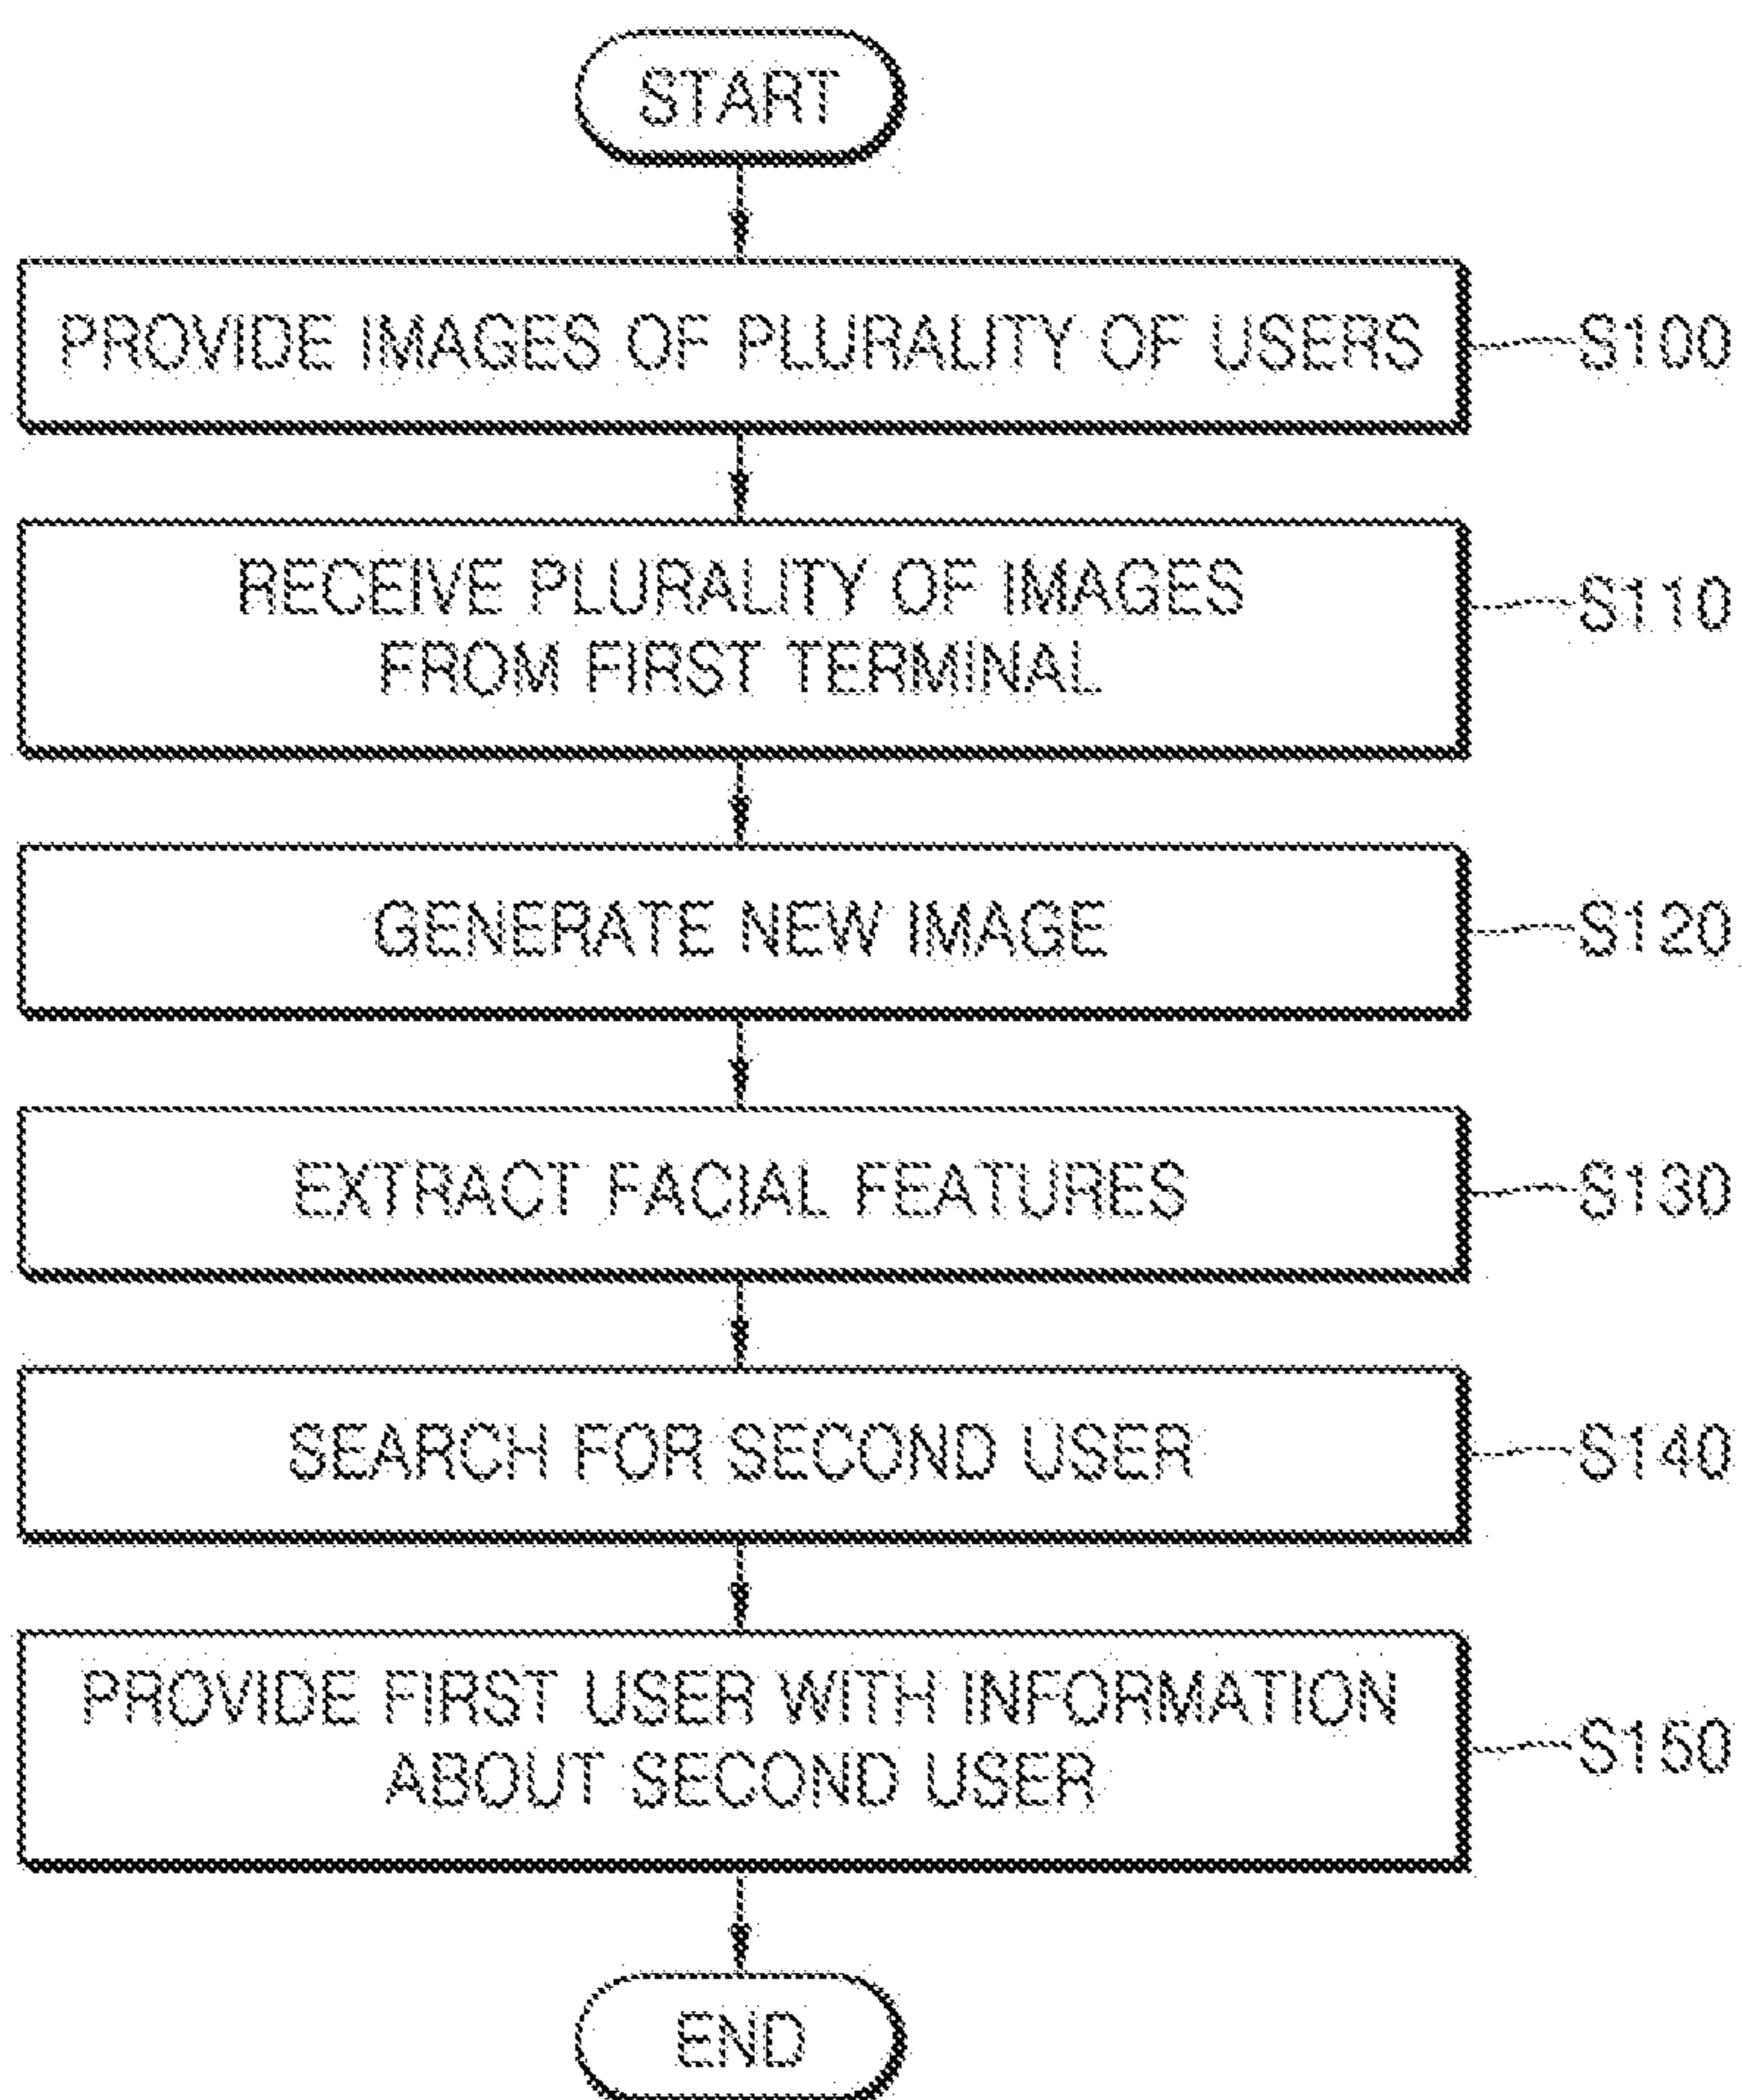 START
PROVIDE IMAGES OF PLURALITY OF USERS
S100
RECEIVE PLURALITY OF IMAGES
FROM FIRST TERMINAL
S110
GENERATE NEW IMAGE
S120
EXTRACT FACIAL FEATURES
S130
SEARCH FOR SECOND USER
S140
PROVIDE FIRST USER WITH INFORMATION
ABOUT SECOND USER
S150
END